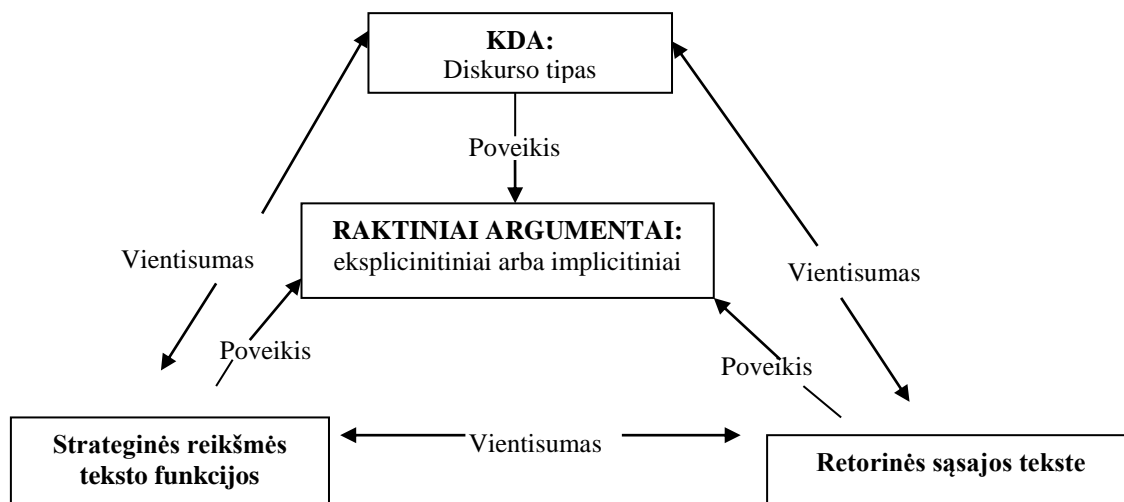 KDA:
Diskurso tipas
Poveikis
RAKTINIAI ARGUMENTAI:
eksplicinitiniai arba implicitiniai
Vientisumas
Vientisumas
Poveikis
Poveikis
Strateginės reikšmės
teksto funkcijos
Vientisumas
Retorinės sąsajos tekste